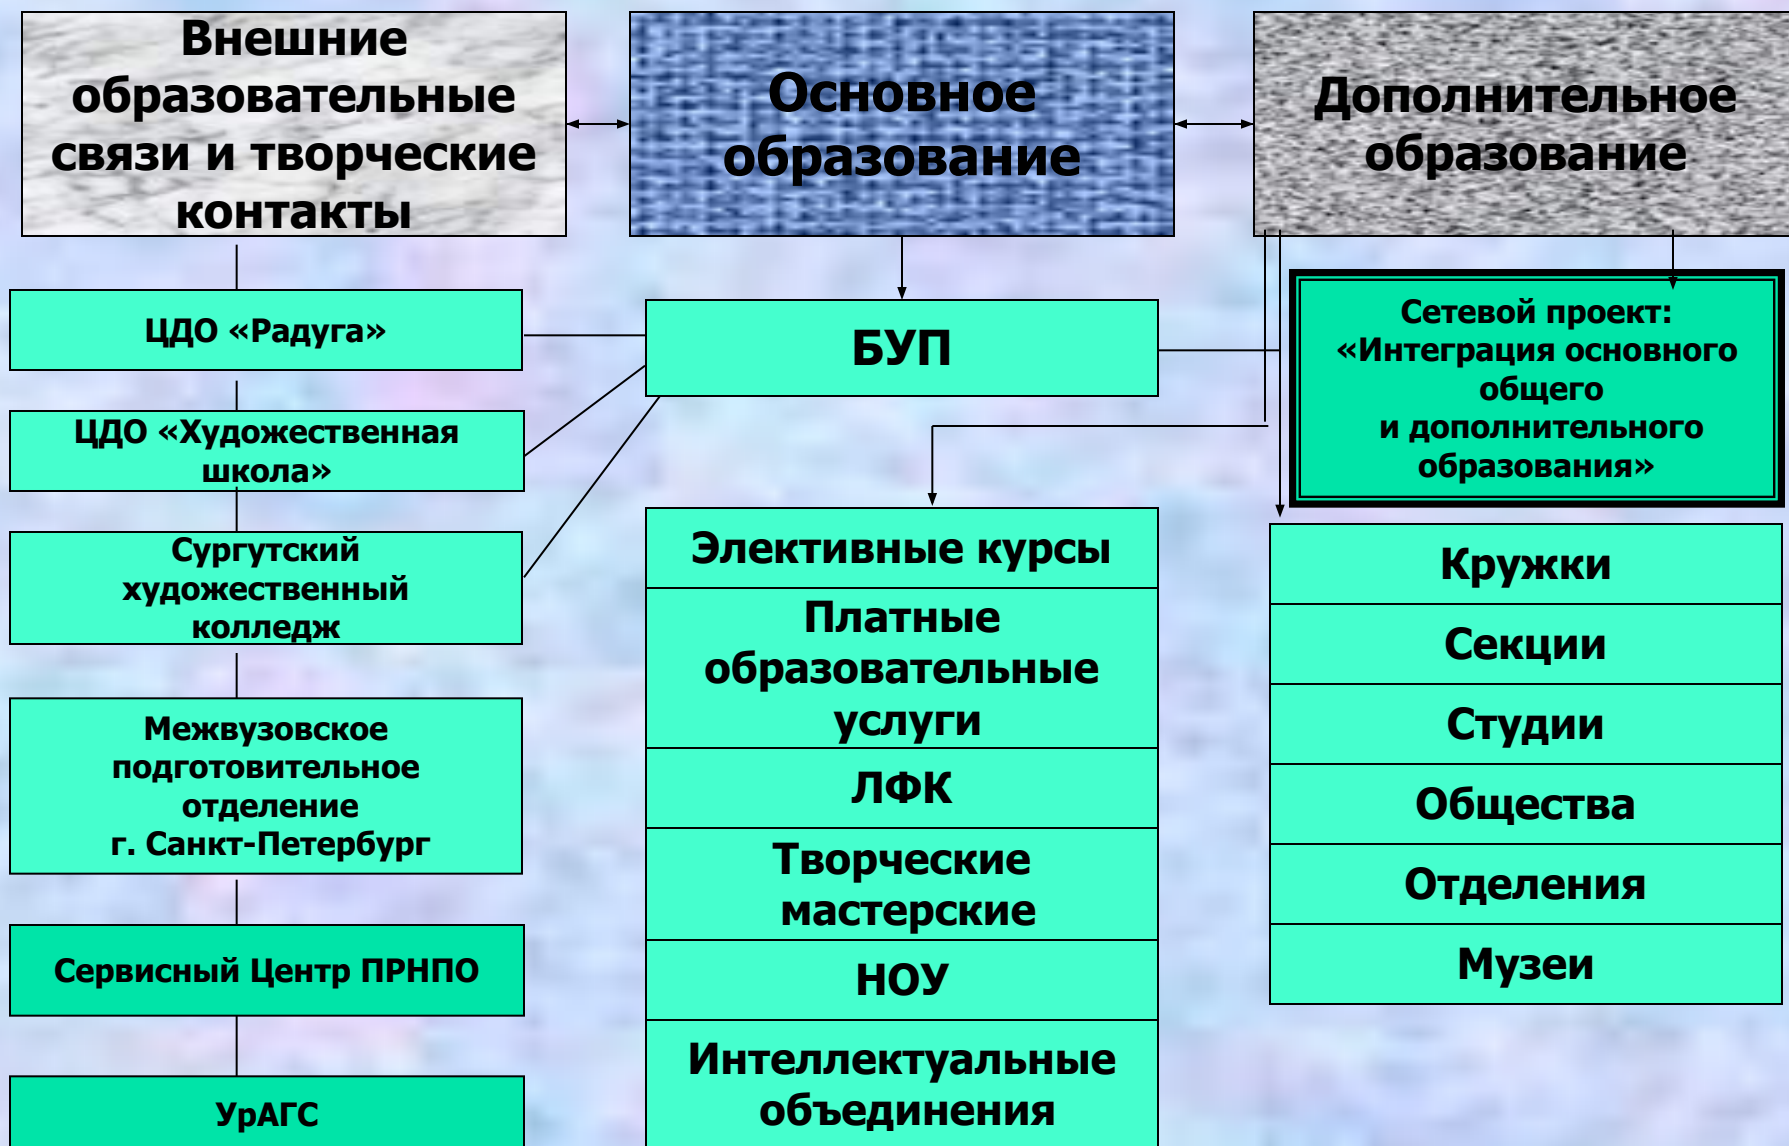 Внешние
образовательные
связи и творческие
контакты
Основное
образование
Дополнительное
образование
ЦДО «Радуга»
ЦДО «Художественная
школа»
Сургутский
художественный
колледж
Межвузовское
подготовительное
отделение
г. Санкт-Петербург
Сервисный Центр ПРНПО
УрАГС
БУП
Элективные курсы
Платные
образовательные
услуги
ЛФК
Творческие
мастерские
НОУ
Интеллектуальные
объединения
Сетевой проект:
«Интеграция основного
общего
и дополнительного
образования»
Кружки
Секции
Студии
Общества
Отделения
Музеи